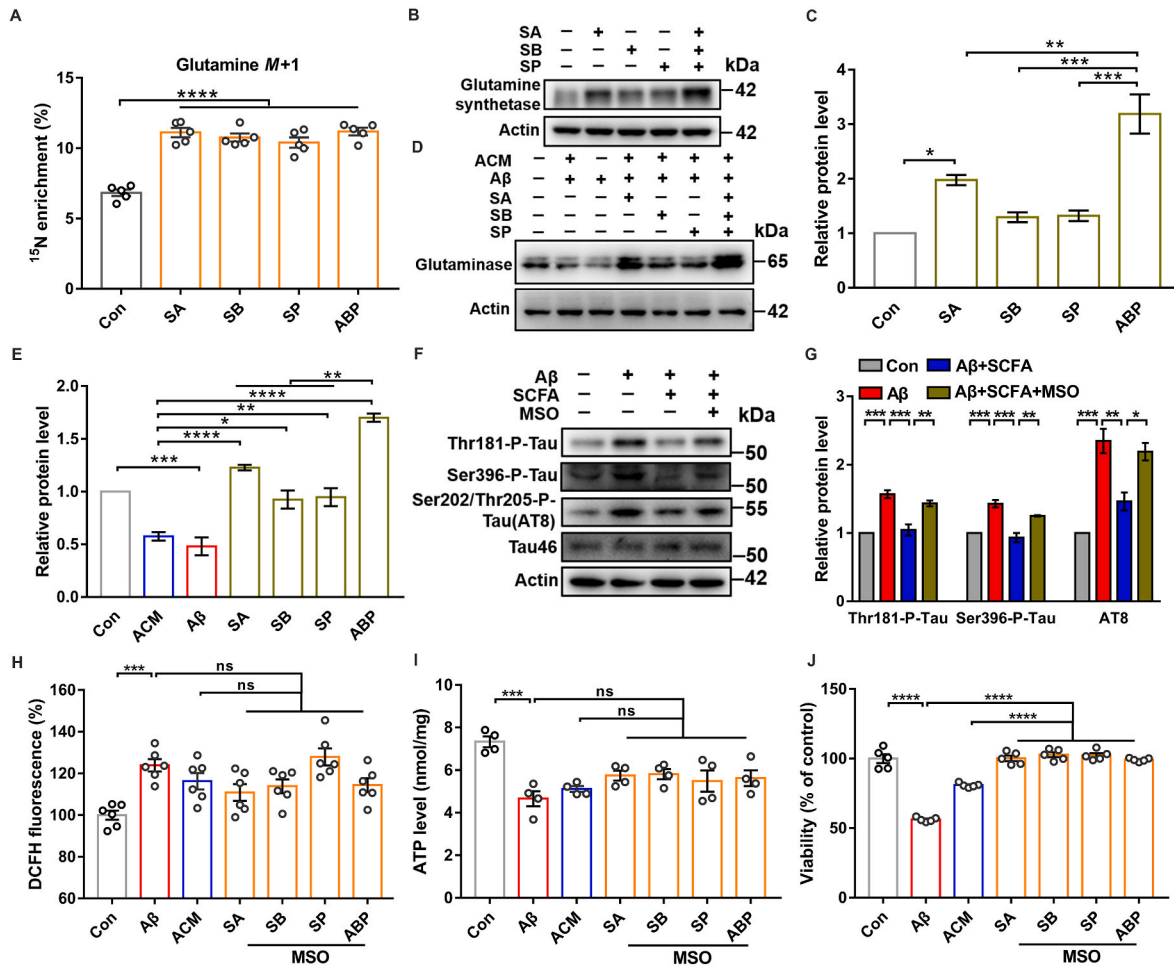 A
Glutamine M+1
****
15N enrichment (%)
15
10
5
0
Con SA SB SP ABP
B
SA − + − − +
SB − − + − +
SP − − − + +
kDa
Glutamine
synthetase
42
Actin
42
C
**
***
***
*
Relative protein level
4
3
2
1
0
Con SA SB SP ABP
D
ACM − + − + + + +
Aβ − + + + + + +
SA − − − + − − +
SB − − − − + − +
SP − − − − − + +
kDa
Glutaminase
65
Actin
42
E
**
****
**
*
****
***
Relative protein level
2.0
1.5
1.0
0.5
0.0
Con ACM Aβ SA SB SP ABP
F
Aβ − + + +
SCFA − − + +
MSO − − − +
kDa
Thr181-P-Tau
50
Ser396-P-Tau
50
Ser202/Thr205-P-
Tau(AT8)
55
Tau46
50
Actin
42
G
Con Aβ+SCFA
Aβ Aβ+SCFA+MSO
*** *** ** *** *** ** *** ** *
Relative protein level
3
2
1
0
Thr181-P-Tau Ser396-P-Tau AT8
H
ns
***
ns
DCFH fluorescence (%)
160
140
120
100
80
60
Con Aβ ACM SA SB SP ABP
MSO
I
ns
***
ns
ATP level (nmol/mg)
10
8
6
4
2
0
Con Aβ ACM SA SB SP ABP
MSO
J
**** ****
****
Viability (% of control)
150
100
50
0
Con Aβ ACM SA SB SP ABP
MSO